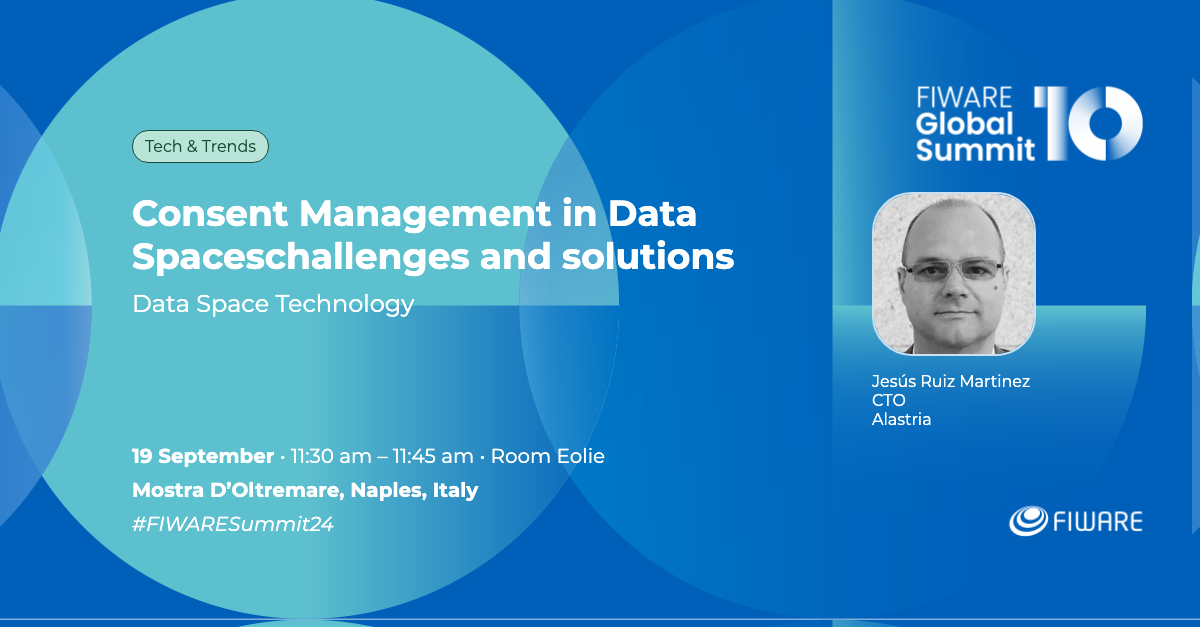 Tech & Trends
Consent Management in Data
Spaceschallenges and solutions
Data Space Technology
19 September · 11:30 am – 11:45 am · Room Eolie
Mostra D’Oltremare, Naples, Italy
#FIWARESummit24
FIWARE
Global
Summit
10
Jesús Ruiz Martinez
CTO
Alastria
FIWARE